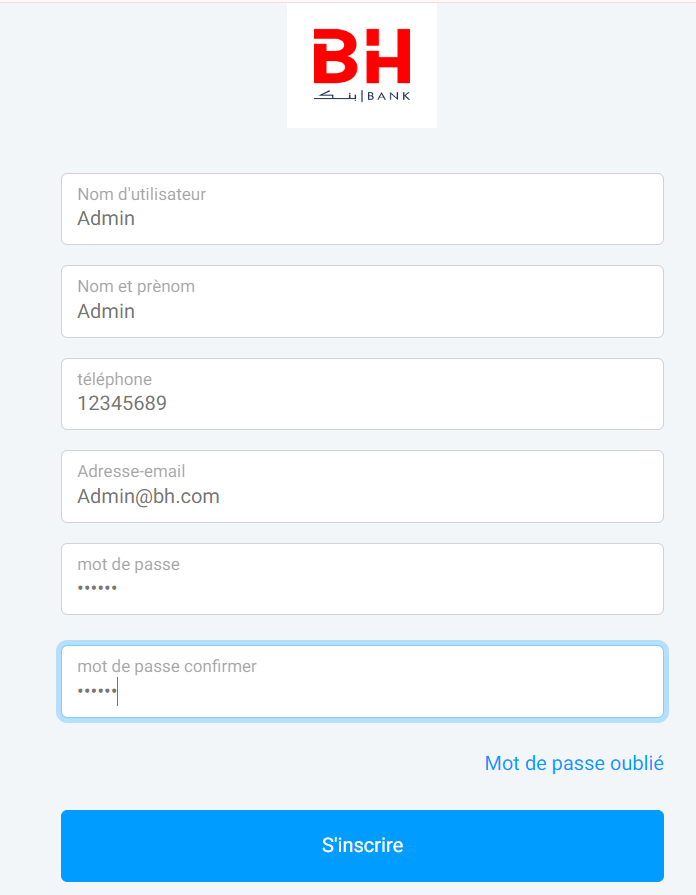 BH
بنك | BANK
Nom d'utilisateur
Admin
Nom et prènom
Admin
téléphone
12345689
Adresse-email
Admin@bh.com
mot de passe
••••••
mot de passe confirmer
••••••
Mot de passe oublié
S'inscrire